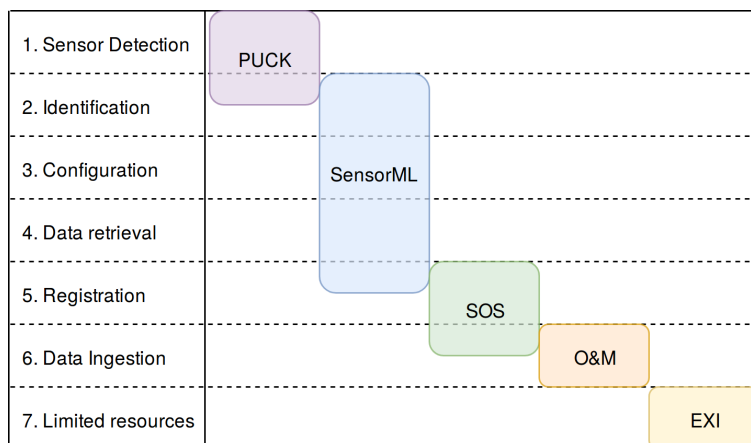 1. Sensor Detection
PUCK
2. Identification
3. Configuration
SensorML
4. Data retrieval
5. Registration
SOS
6. Data Ingestion
O&M
7. Limited resources
EXI